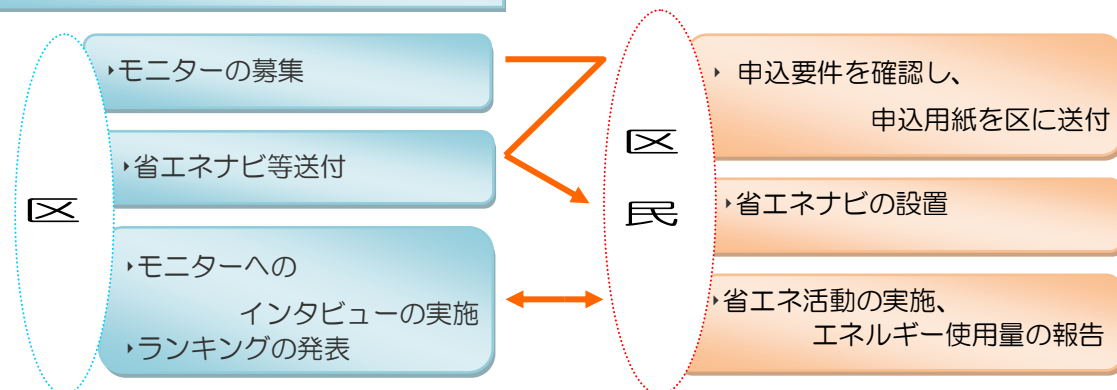 区
・モニターの募集
・省エネナビ等送付
・モニターへの
インタビューの実施
・ランキングの発表
区
民
・申込要件を確認し、
申込用紙を区に送付
・省エネナビの設置
・省エネ活動の実施、
エネルギー使用量の報告